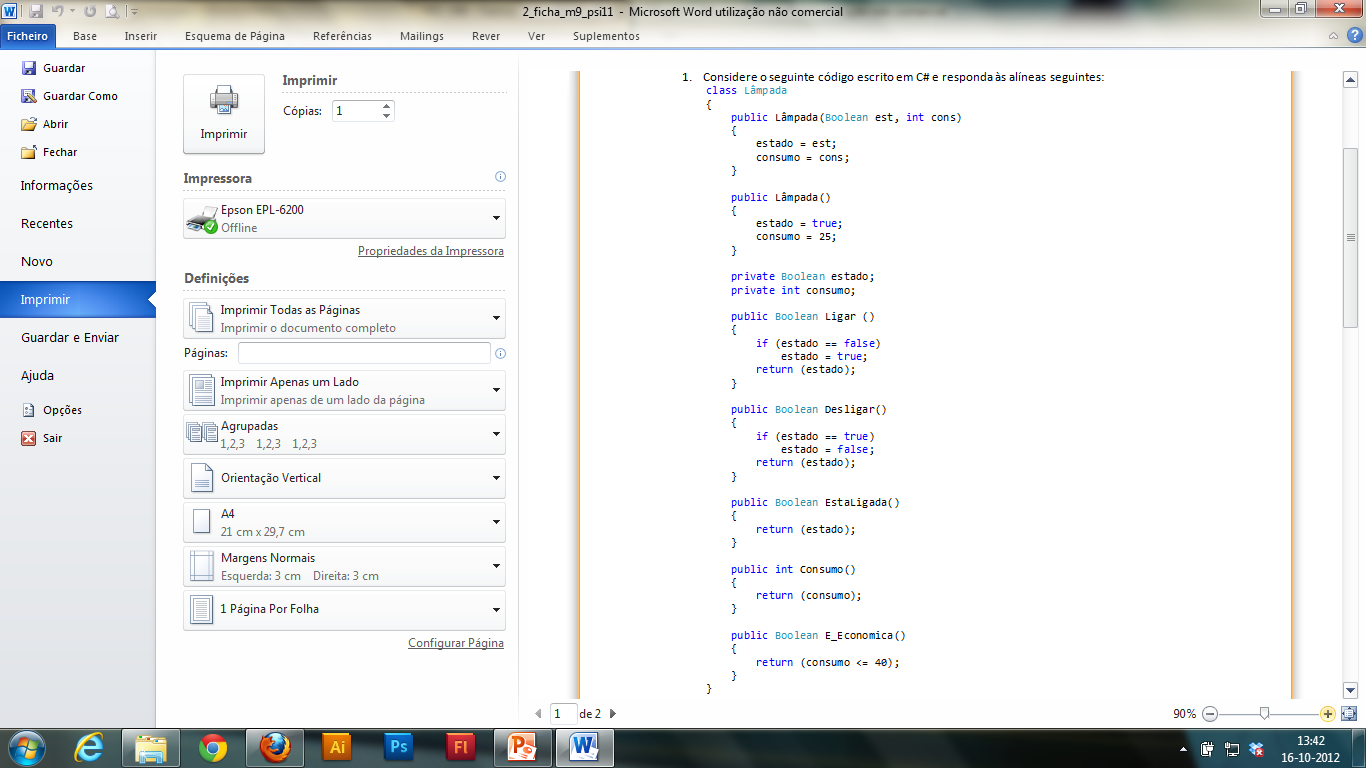 2_ficha_m9_psi11 - Microsoft Word utilização não comercial
Ficheiro Base Inserir Esquema de Página Referências Mailings Rever Ver Suplementos
Guardar
Guardar Como
Abrir
Fechar
Informações
Recentes
Novo
Imprimir
Guardar e Enviar
Ajuda
Opções
Sair
Imprimir
Imprimir
Cópias: 1
Impressora
Epson EPL-6200
Offline
Propriedades da Impressora
Definições
Imprimir Todas as Páginas
Imprimir o documento completo
Páginas:
Imprimir Apenas um Lado
Imprimir apenas de um lado da página
Agrupadas
1,2,3 1,2,3 1,2,3
Orientação Vertical
A4
21 cm x 29,7 cm
Margens Normais
Esquerda: 3 cm Direita: 3 cm
1 Página Por Folha
Configurar Página
1. Considere o seguinte código escrito em C# e responda às alíneas seguintes:
class Lâmpada
{
public Lâmpada(Boolean est, int cons)
{
estado = est;
consumo = cons;
}
public Lâmpada()
{
estado = true;
consumo = 25;
}
private Boolean estado;
private int consumo;
public Boolean Ligar ()
{
if (estado == false)
estado = true;
return (estado);
}
public Boolean Desligar()
{
if (estado == true)
estado = false;
return (estado);
}
public Boolean EstaLigada()
{
return (estado);
}
public int Consumo()
{
return (consumo);
}
public Boolean E_Economica()
{
return (consumo <= 40);
}
}
1 de 2
90%
Ai Ps Fl
13:42
16-10-2012